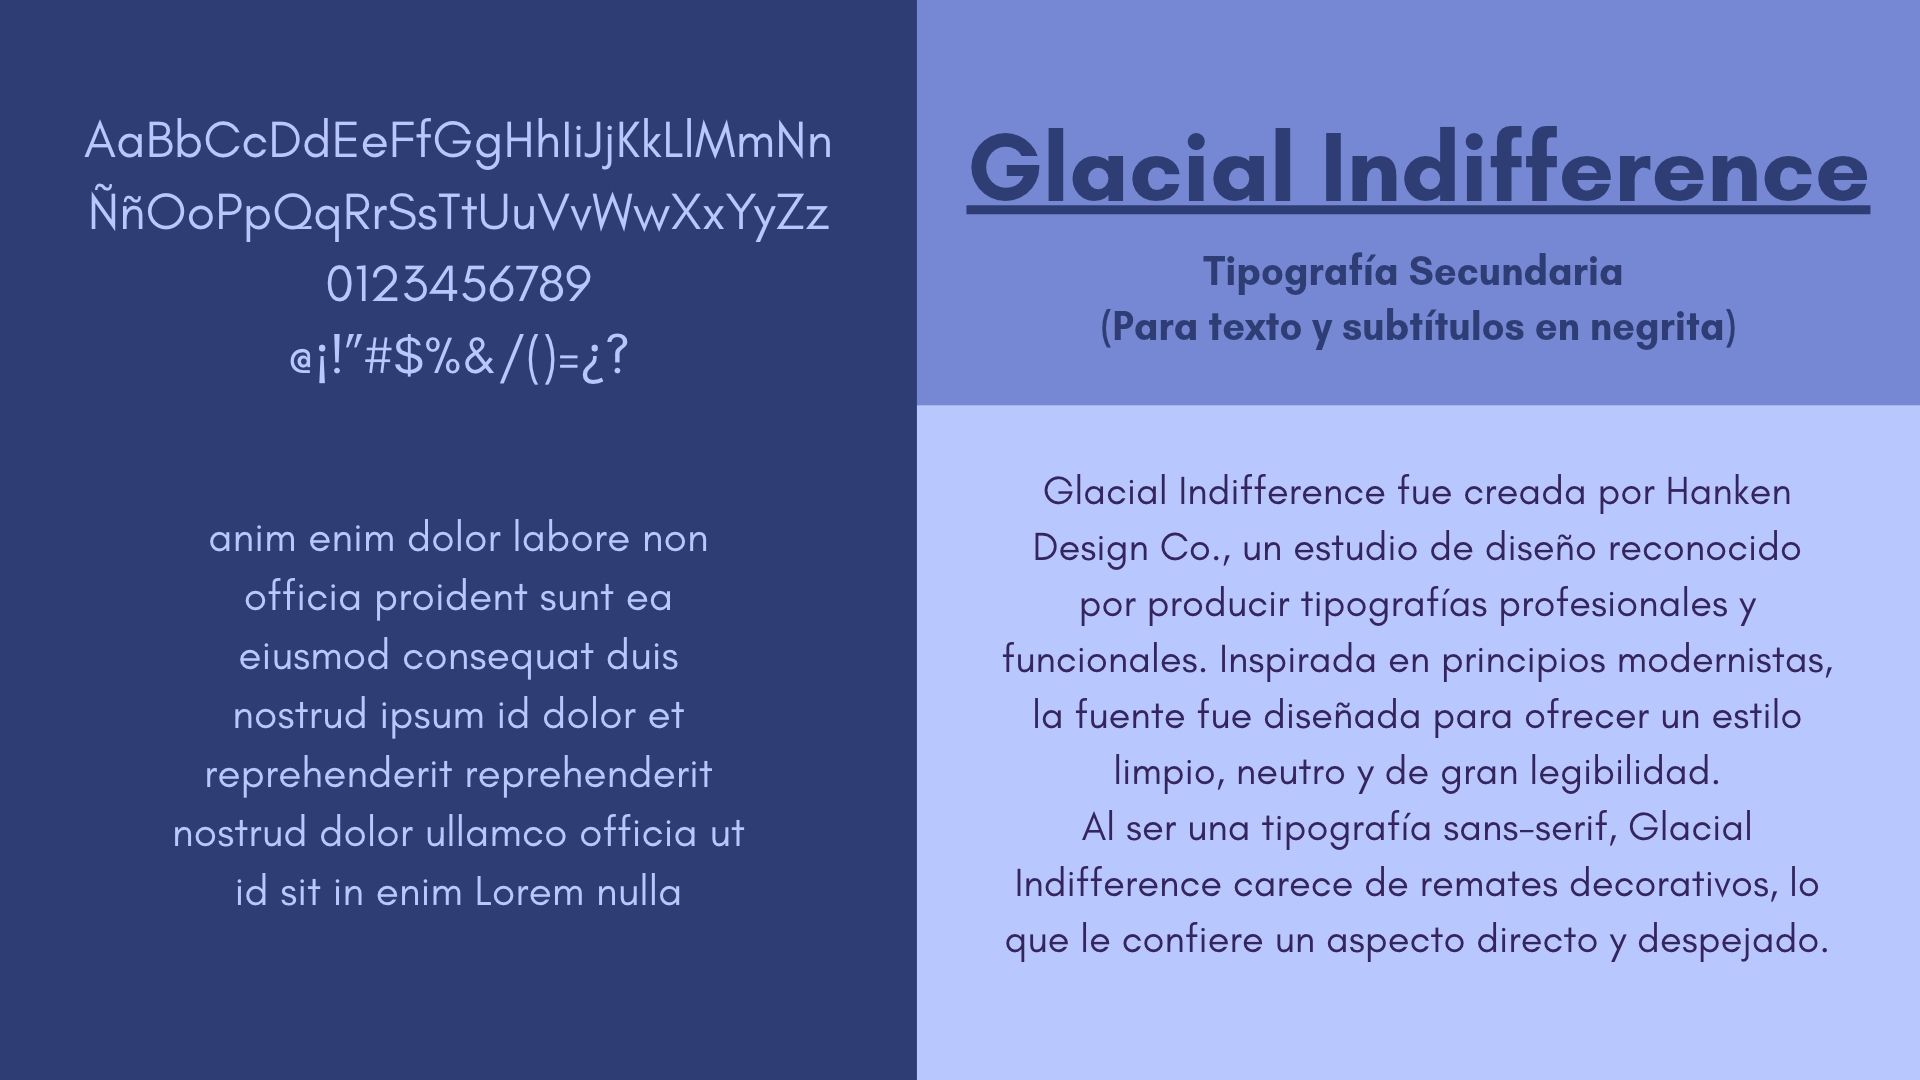 AaBbCcDdEeFfGgHhIiJjKkLlMmNn
ÑñOoPpQqRrSsTtUuVvWwXxYyZz
0123456789
@¡!"#$%&/()=¿?
anim enim dolor labore non
officia proident sunt ea
eiusmod consequat duis
nostrud ipsum id dolor et
reprehenderit reprehenderit
nostrud dolor ullamco officia ut
id sit in enim Lorem nulla
Glacial Indifference
Tipografía Secundaria
(Para texto y subtítulos en negrita)
Glacial Indifference fue creada por Hanken
Design Co., un estudio de diseño reconocido
por producir tipografías profesionales y
funcionales. Inspirada en principios modernistas,
la fuente fue diseñada para ofrecer un estilo
limpio, neutro y de gran legibilidad.
Al ser una tipografía sans-serif, Glacial
Indifference carece de remates decorativos, lo
que le confiere un aspecto directo y despejado.